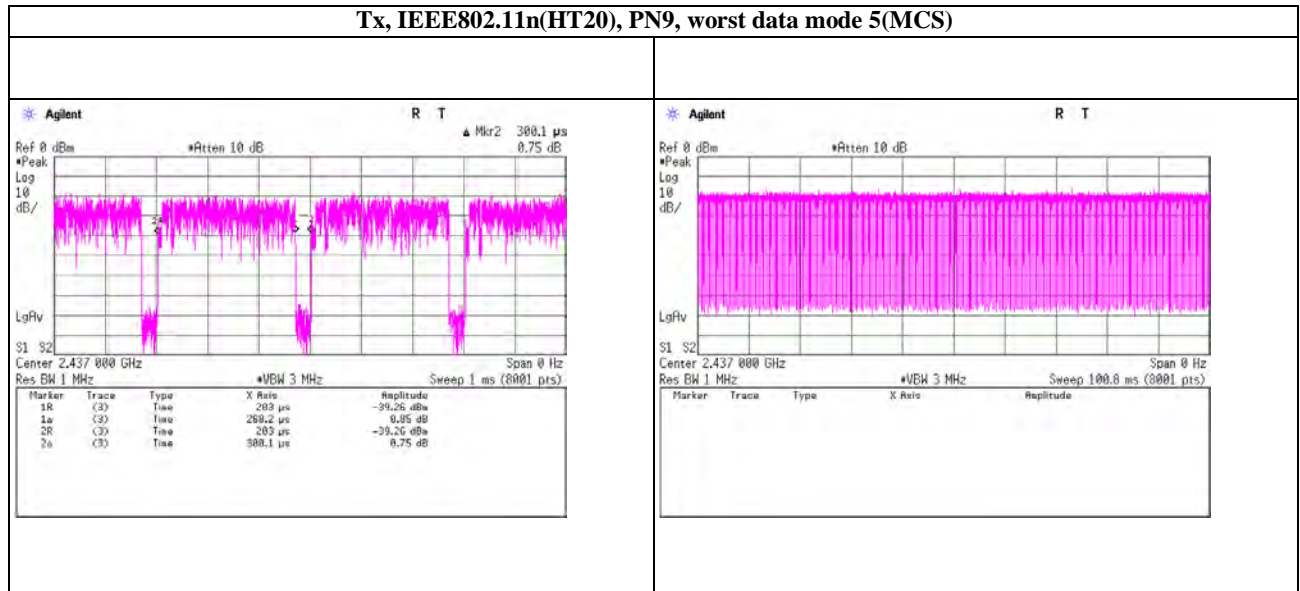 Tx, IEEE802.11n(HT20), PN9, worst data mode 5(MCS)
Agilent R T
▲ Mkr2 300.1 µs
Ref 0 dBm #Atten 10 dB 0.75 dB
#Peak
Log
10
dB/
2R
LgAv
S1 S2
Center 2.437 000 GHz Span 0 Hz
Res BW 1 MHz #VBW 3 MHz Sweep 1 ms (8001 pts)
Marker Trace Type X Axis Amplitude
1R (3) Time 203 µs -39.26 dBm
1a (3) Time 268.2 µs 0.85 dB
2R (3) Time 203 µs -39.26 dBm
2a (3) Time 300.1 µs 0.75 dB
Agilent R T
Ref 0 dBm #Atten 10 dB
#Peak
Log
10
dB/
LgAv
S1 S2
Center 2.437 000 GHz Span 0 Hz
Res BW 1 MHz #VBW 3 MHz Sweep 100.8 ms (8001 pts)
Marker Trace Type X Axis Amplitude